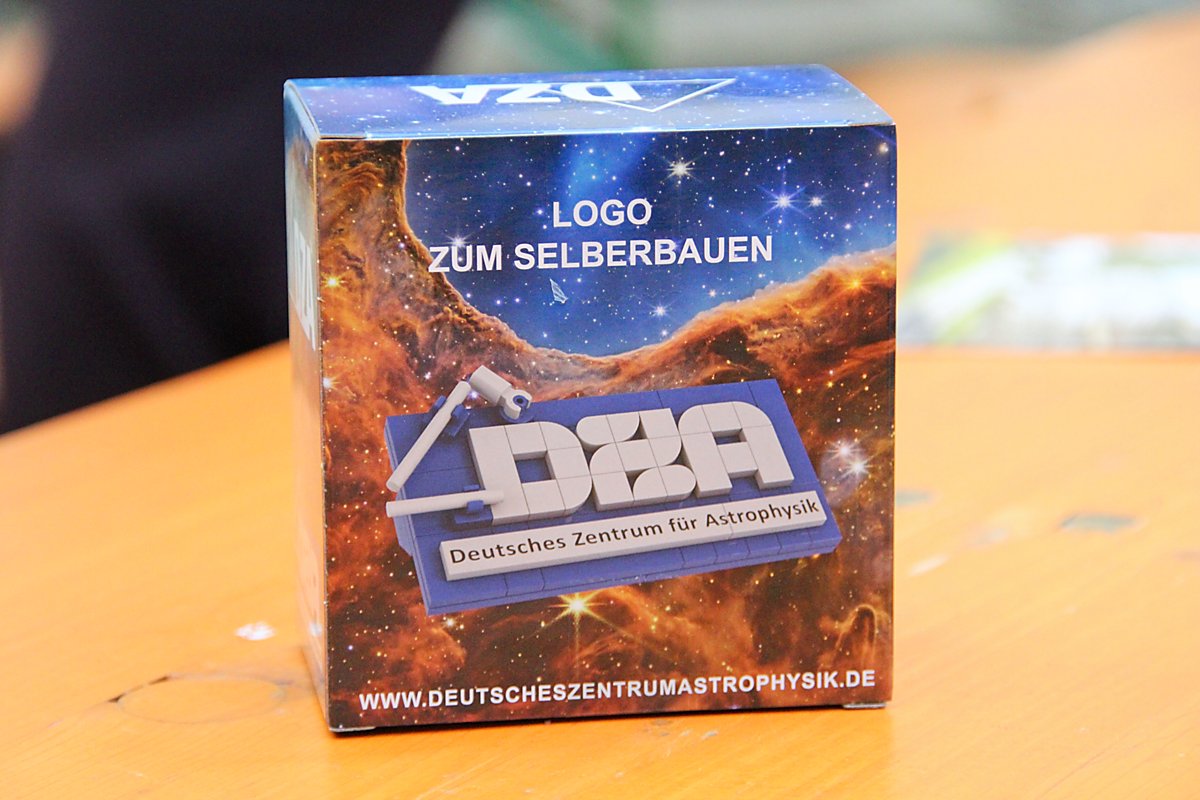 DZA
LOGO
ZUM SELBERBAUEN
DZA
Deutsches Zentrum für Astrophysik
WWW.DEUTSCHESZENTRUMASTROPHYSIK.DE